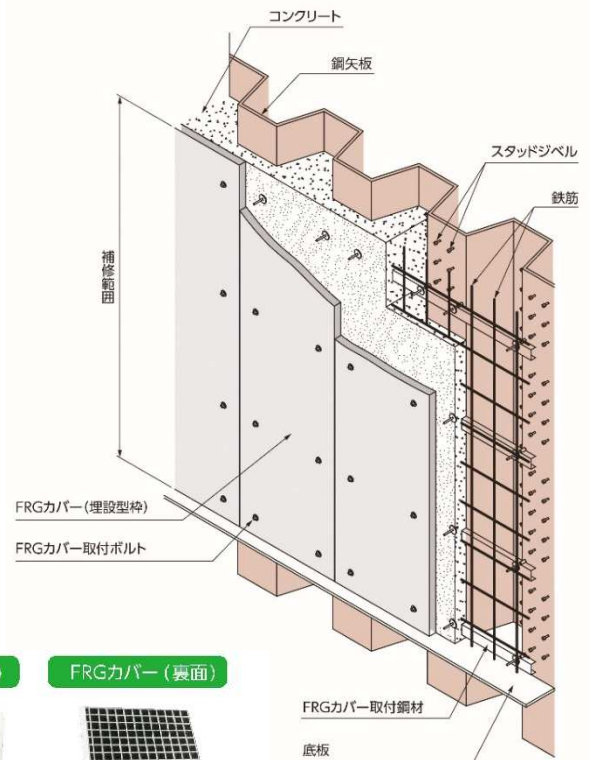 コンクリート
鋼矢板
スタッドジベル
鉄筋
補修範囲
FRGカバー(埋設型枠)
FRGカバー取付ボルト
FRGカバー(裏面)
FRGカバー取付鋼材
底板